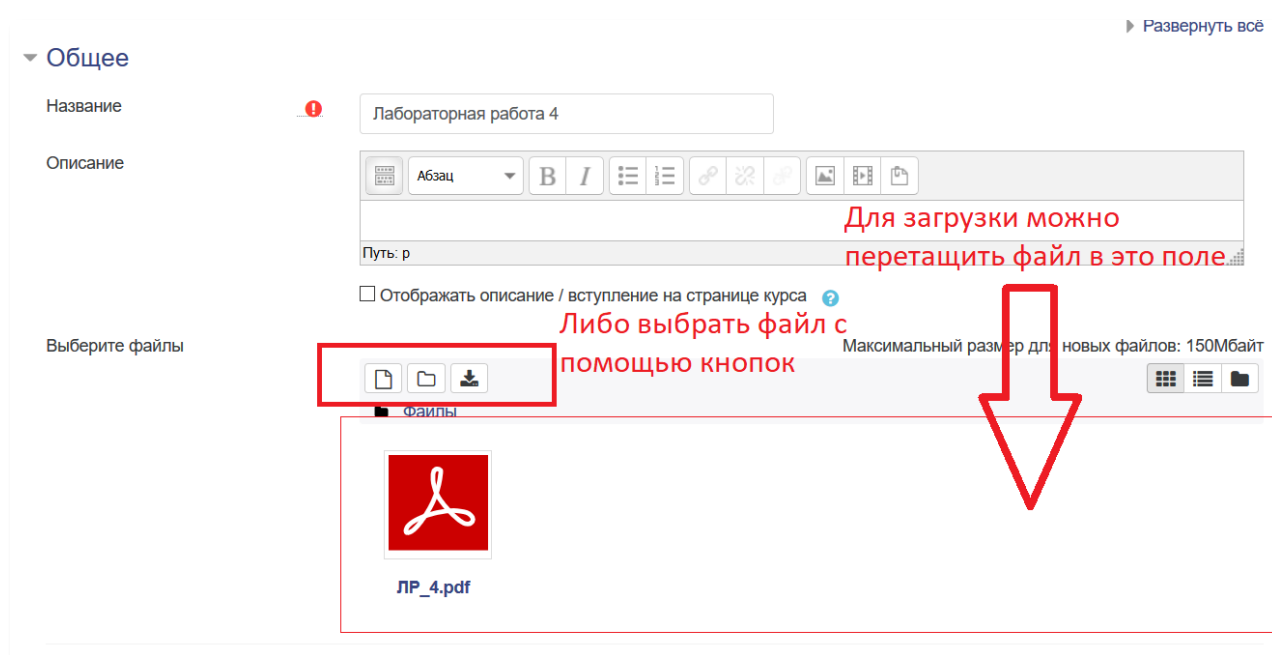 Развернуть всё
Общее
Название
Лабораторная работа 4
Описание
Абзац
B I
Для загрузки можно
перетащить файл в это поле
Путь: p
Отображать описание / вступление на странице курса
Либо выбрать файл с
помощью кнопок
Выберите файлы
Максимальный размер для новых файлов: 150Мбайт
Файлы
ЛР_4.pdf